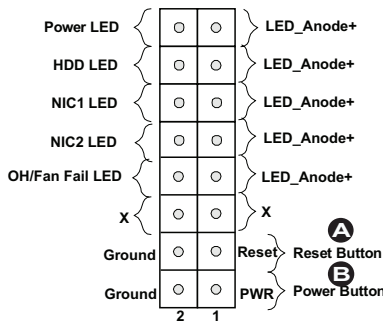 Power LED LED_Anode+
HDD LED LED_Anode+
NIC1 LED LED_Anode+
NIC2 LED LED_Anode+
OH/Fan Fail LED LED_Anode+
X X
A
Ground Reset Reset Button
B
Ground PWR Power Button
2 1